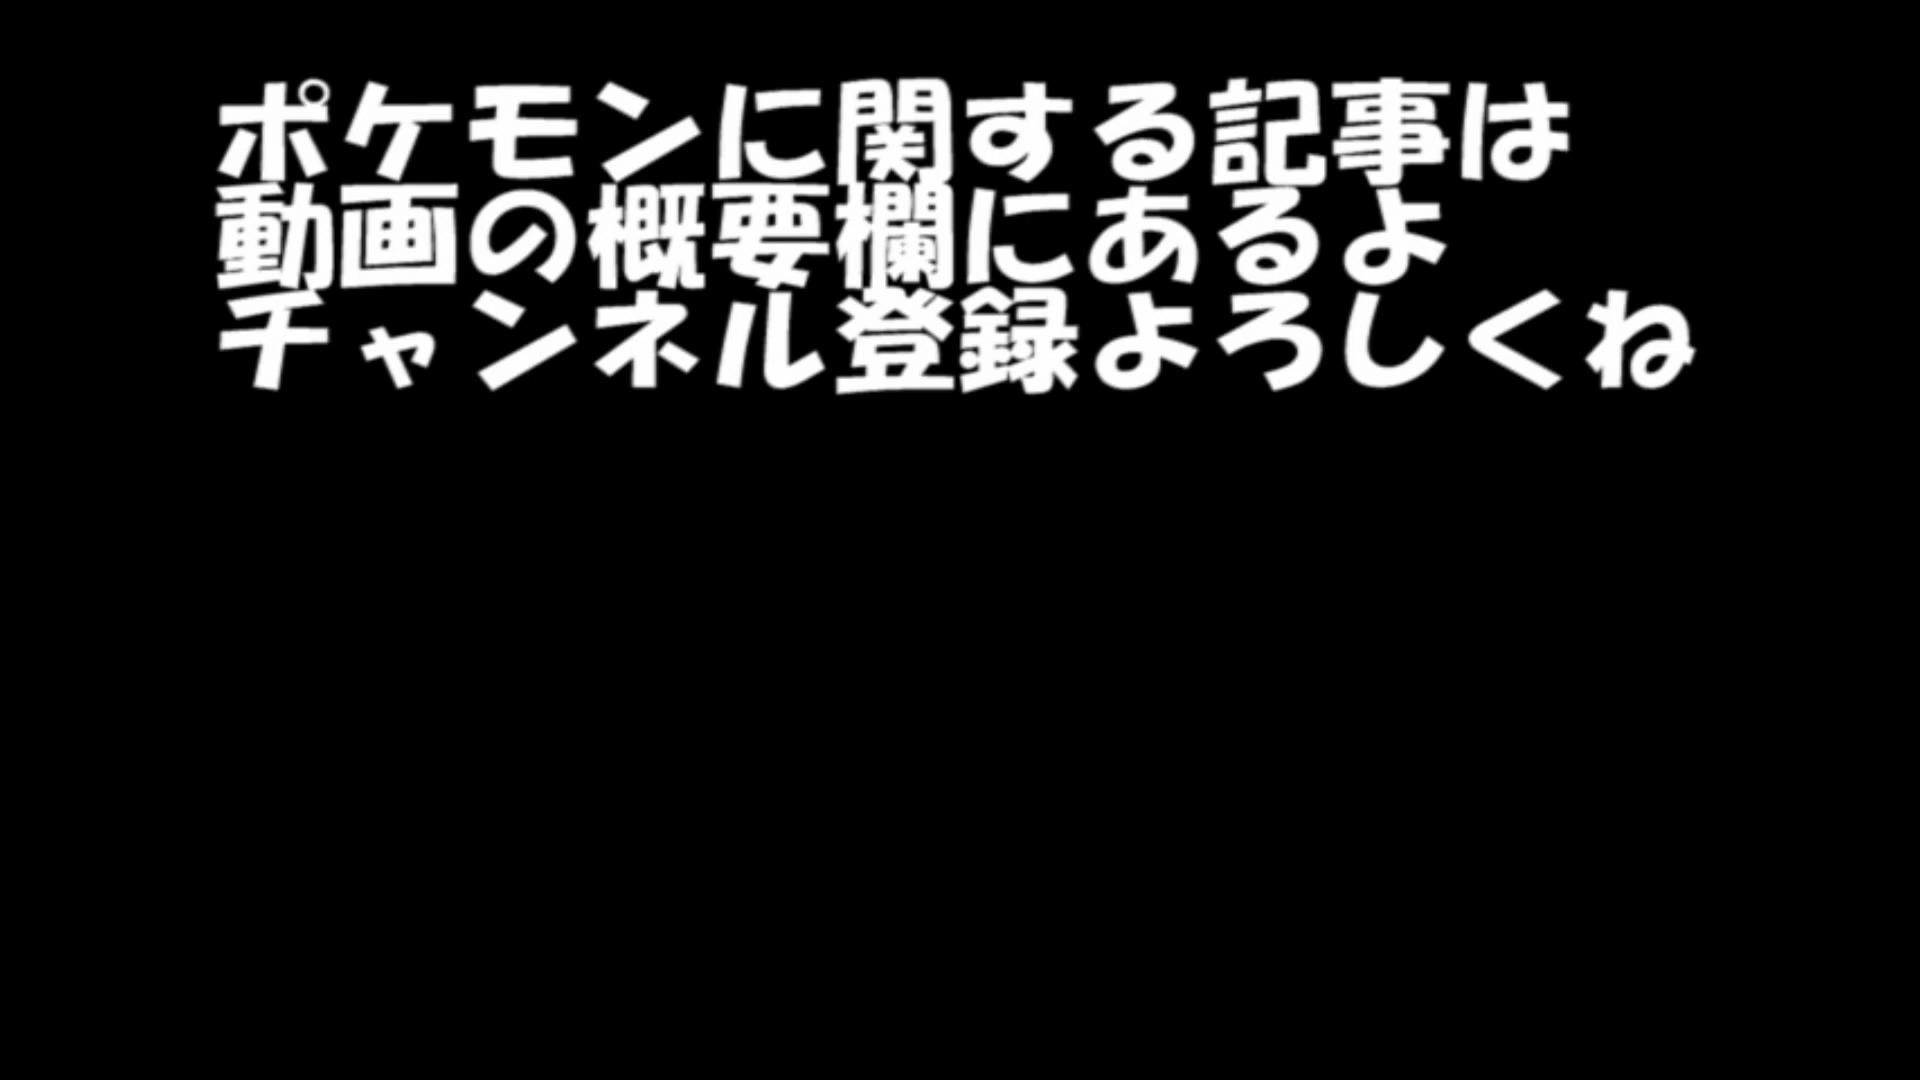 ポケモンに関する記事は
動画の概要欄にあるよ
チャンネル登録よろしくね